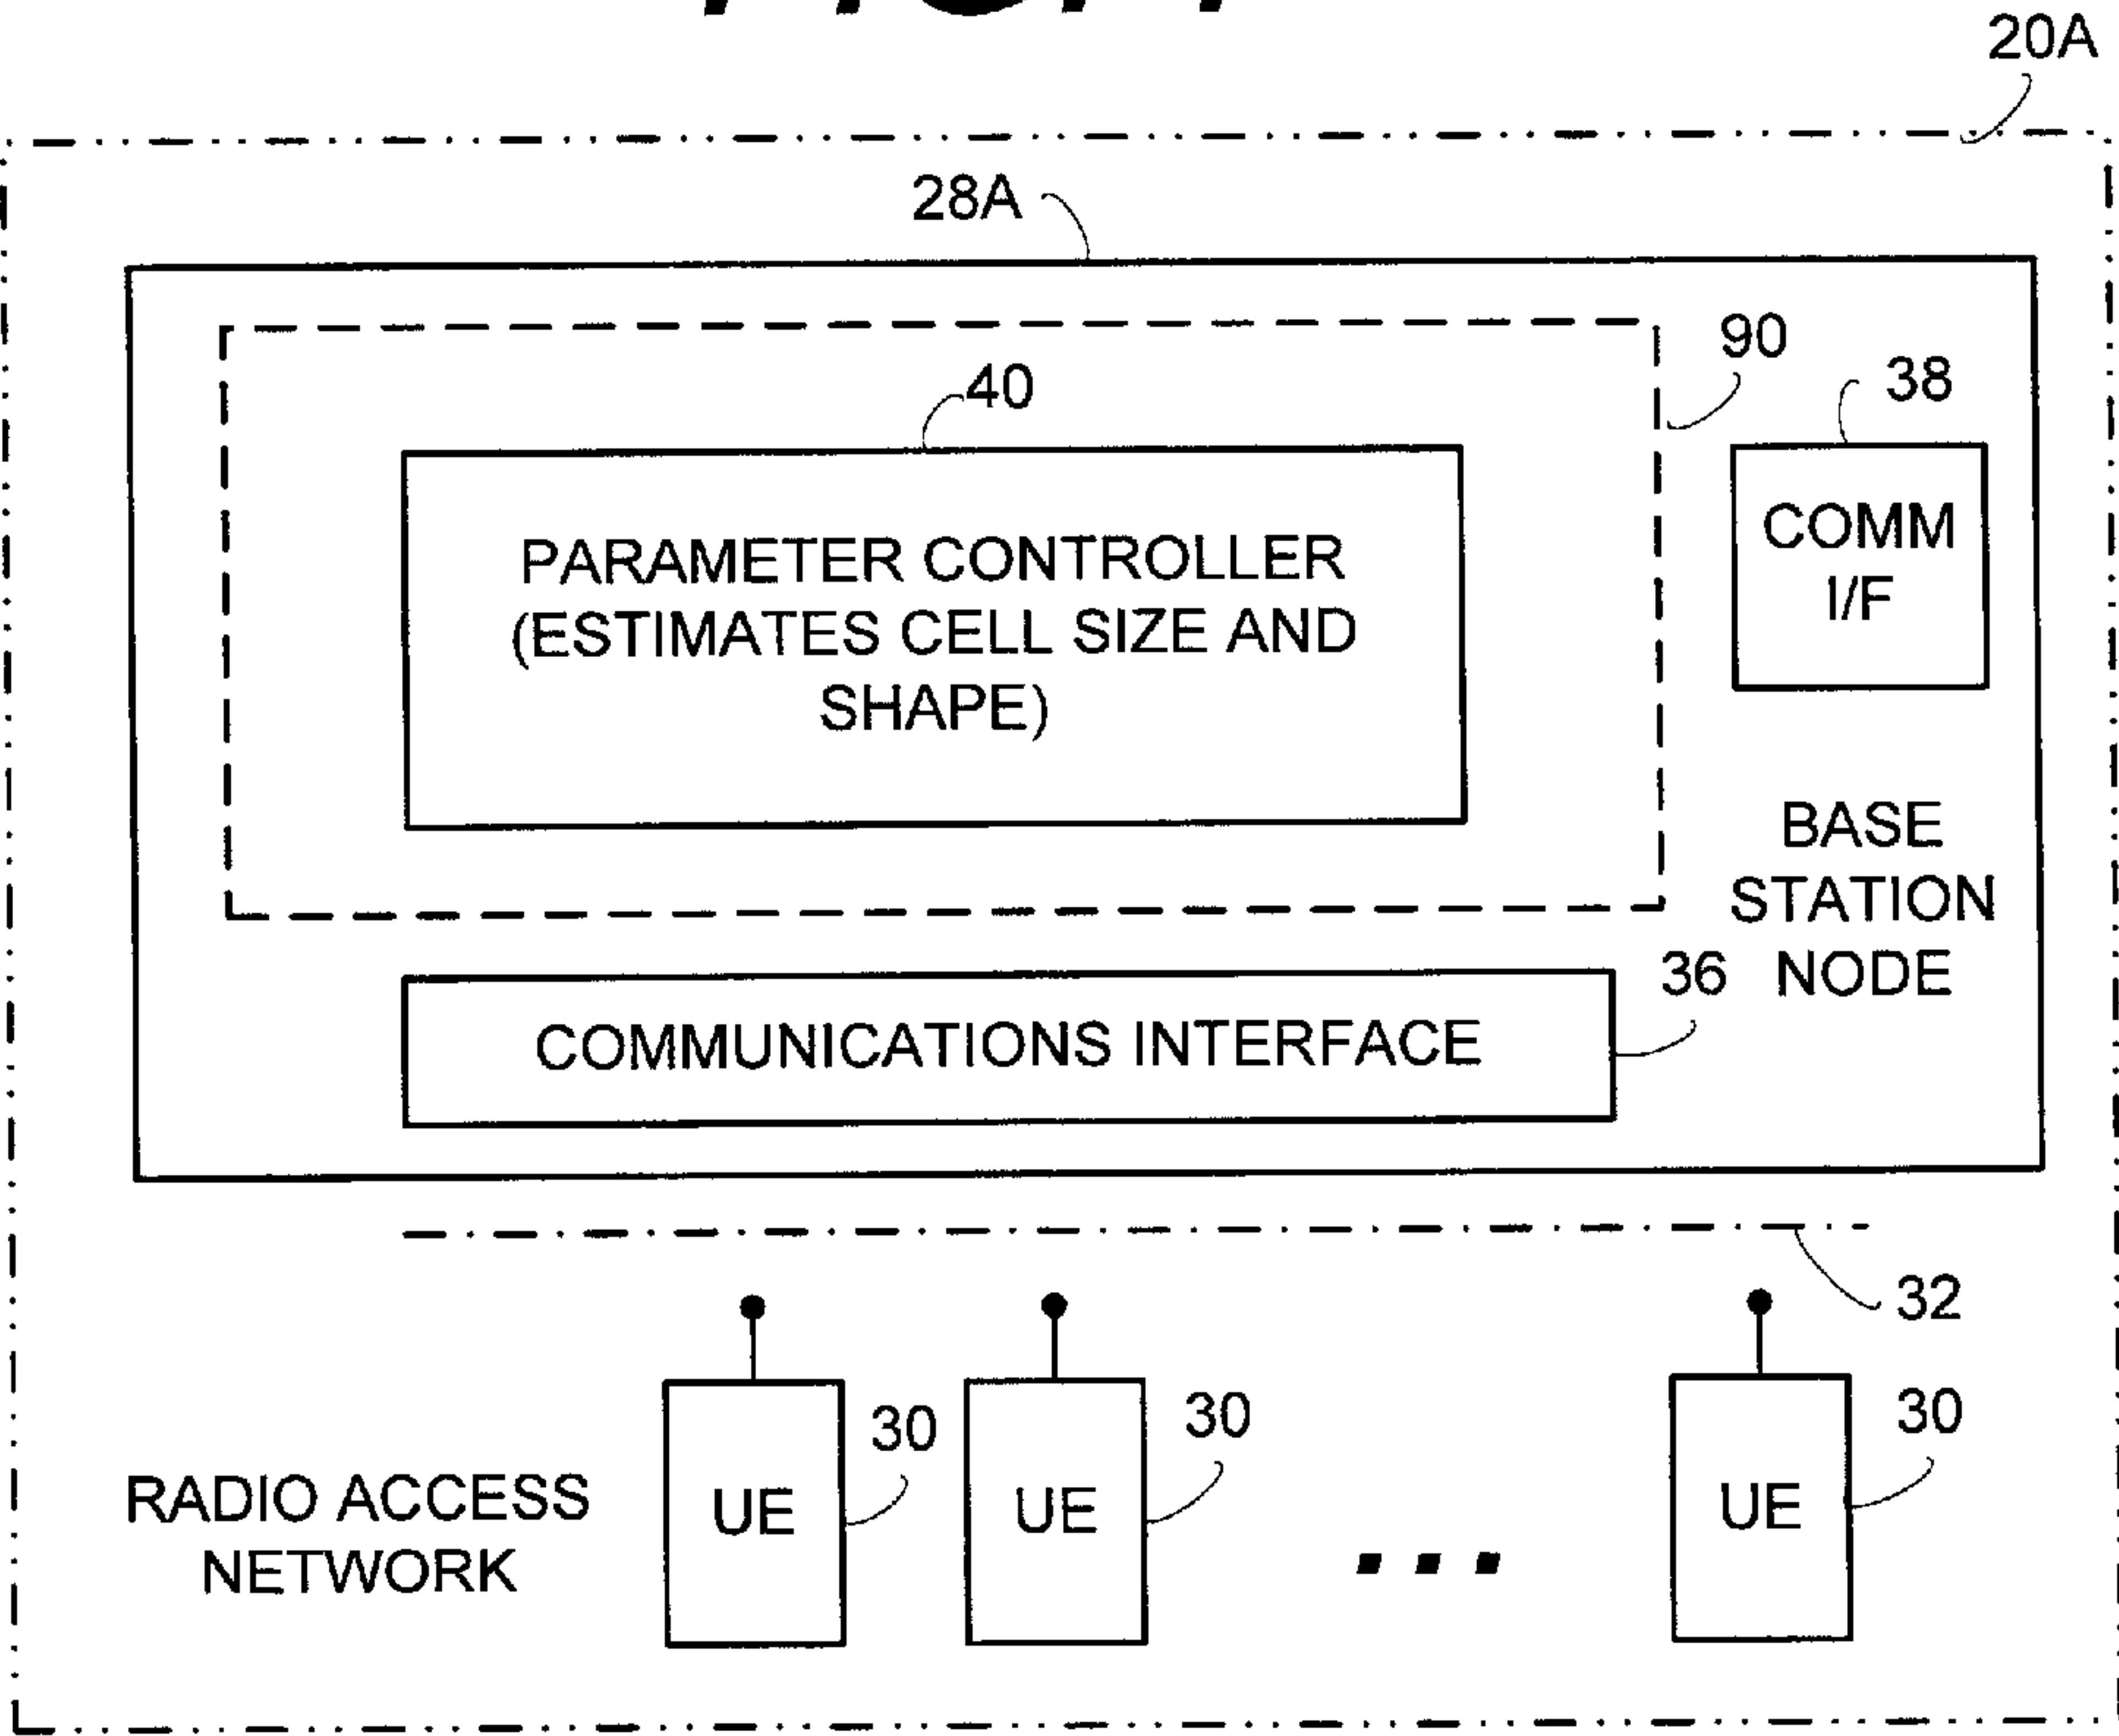 20A
28A
90
40
38
PARAMETER CONTROLLER
(ESTIMATES CELL SIZE AND
SHAPE)
COMM
I/F
BASE
STATION
NODE
36
COMMUNICATIONS INTERFACE
32
30
30
30
UE
UE
UE
RADIO ACCESS
NETWORK